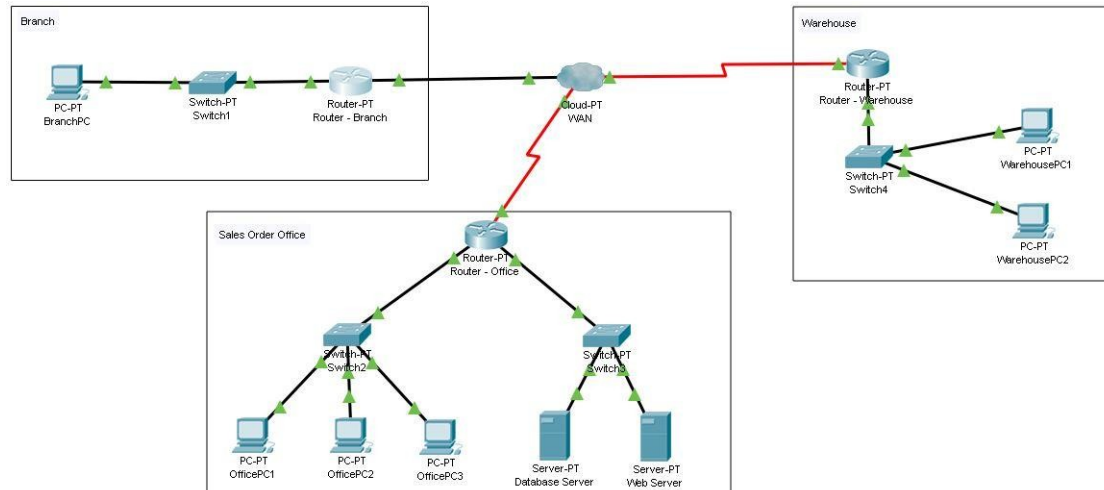 Branch
PC-PT
BranchPC
Switch-PT
Switch1
Router-PT
Router - Branch
Cloud-PT
WAN
Warehouse
Router-PT
Router - Warehouse
Switch-PT
Switch4
PC-PT
WarehousePC1
PC-PT
WarehousePC2
Sales Order Office
Router-PT
Router - Office
Switch-PT
Switch2
Switch-PT
Switch3
PC-PT
OfficePC1
PC-PT
OfficePC2
PC-PT
OfficePC3
Server-PT
Database Server
Server-PT
Web Server